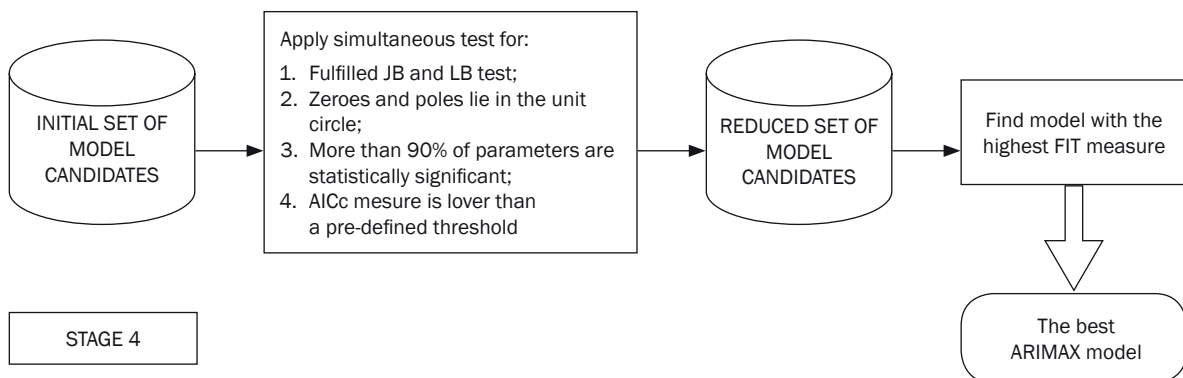 INITIAL SET OF
MODEL
CANDIDATES
Apply simultaneous test for:
1. Fulfilled JB and LB test;
2. Zeroes and poles lie in the unit
circle;
3. More than 90% of parameters are
statistically significant;
4. AICc mesure is lover than
a pre-defined threshold
REDUCED SET OF
MODEL
CANDIDATES
Find model with the
highest FIT measure
STAGE 4
The best
ARIMAX model